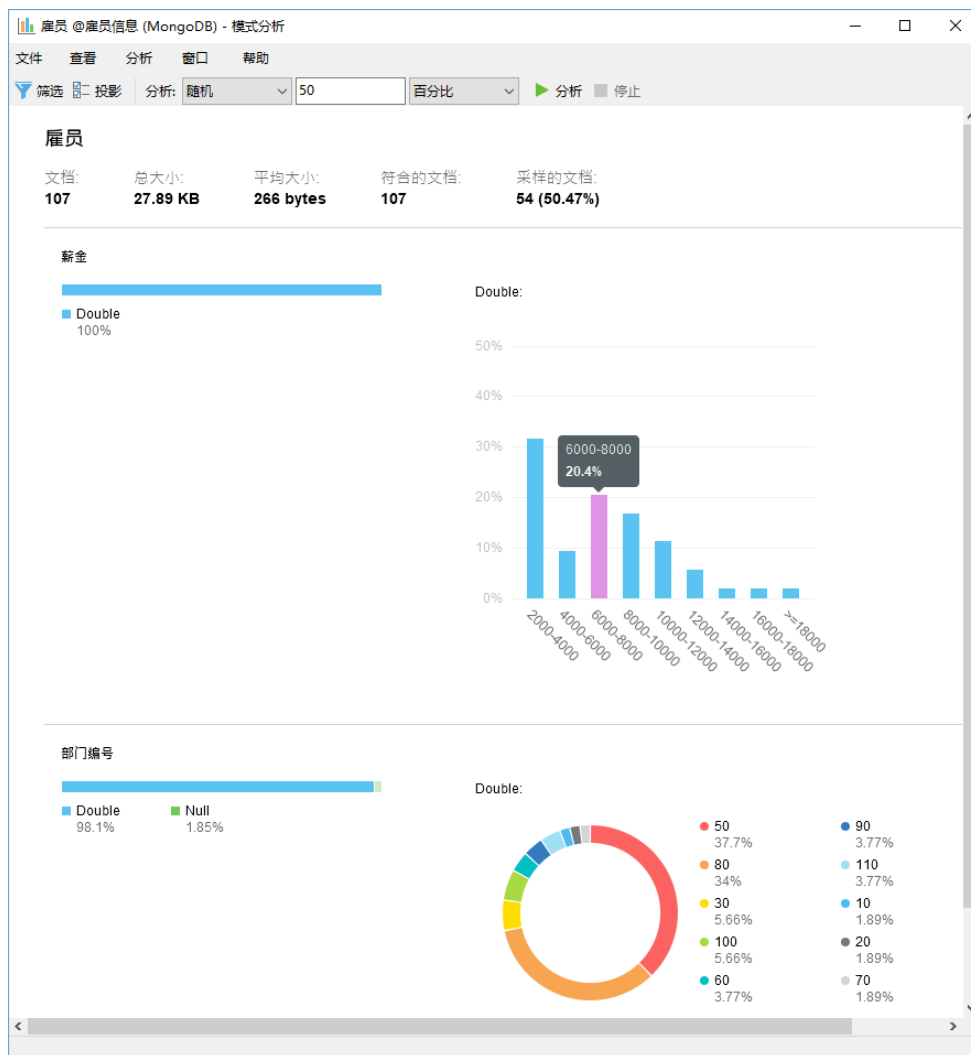 雇员 @雇员信息 (MongoDB) - 模式分析
文件 查看 分析 窗口 帮助
筛选 投影 分析: 随机 50 百分比 分析 停止
雇员
文档: 总大小: 平均大小: 符合的文档: 采样的文档:
107 27.89 KB 266 bytes 107 54 (50.47%)
薪金
Double
100%
Double:
50%
40%
30%
20%
10%
0%
6000-8000
20.4%
2000-4000 4000-6000 6000-8000 8000-10000 10000-12000 12000-14000 14000-16000 16000-18000 >=18000
部门编号
Double Null
98.1% 1.85%
Double:
50 90
37.7% 3.77%
80 110
34% 3.77%
30 10
5.66% 1.89%
100 20
5.66% 1.89%
60 70
3.77% 1.89%